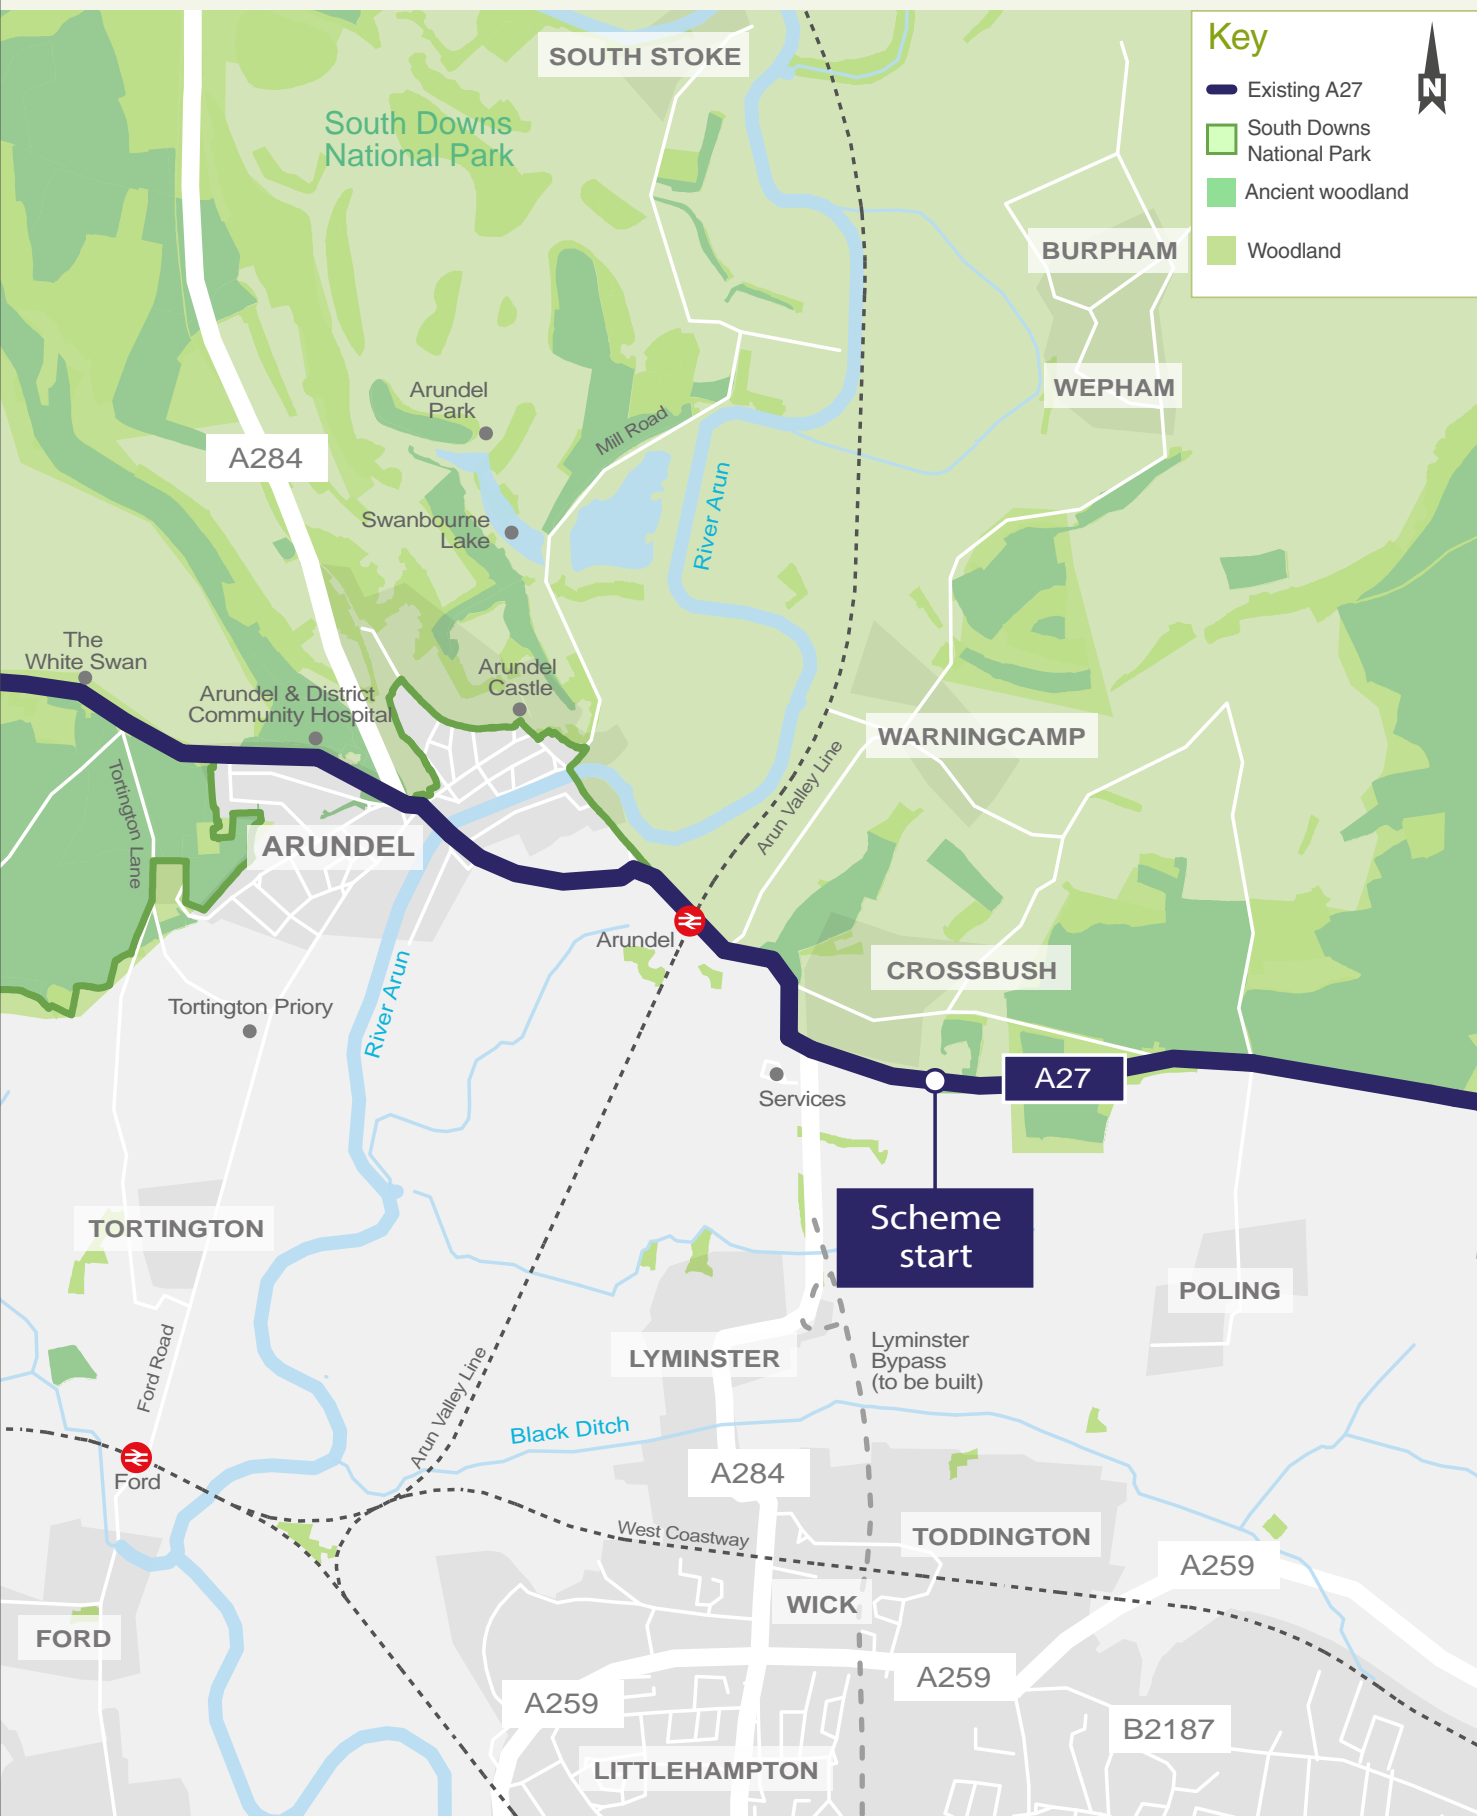 SOUTH STOKE
Key
N
Existing A27
South Downs
National Park
Ancient woodland
Woodland
South Downs
National Park
BURPHAM
WEPHAM
Arundel
Park
Mill Road
A284
River Arun
Swanbourne
Lake
The
White Swan
Arundel & District
Community Hospital
Arundel
Castle
WARNINGCAMP
Arun Valley Line
Tortington Lane
ARUNDEL
Arundel
CROSSBUSH
River Arun
Tortington Priory
A27
Services
Scheme
start
TORTINGTON
POLING
LYMINSTER
Lyminster
Bypass
(to be built)
Ford Road
Arun Valley Line
Black Ditch
A284
Ford
West Coastway
TODDINGTON
A259
WICK
FORD
A259
A259
B2187
LITTLEHAMPTON